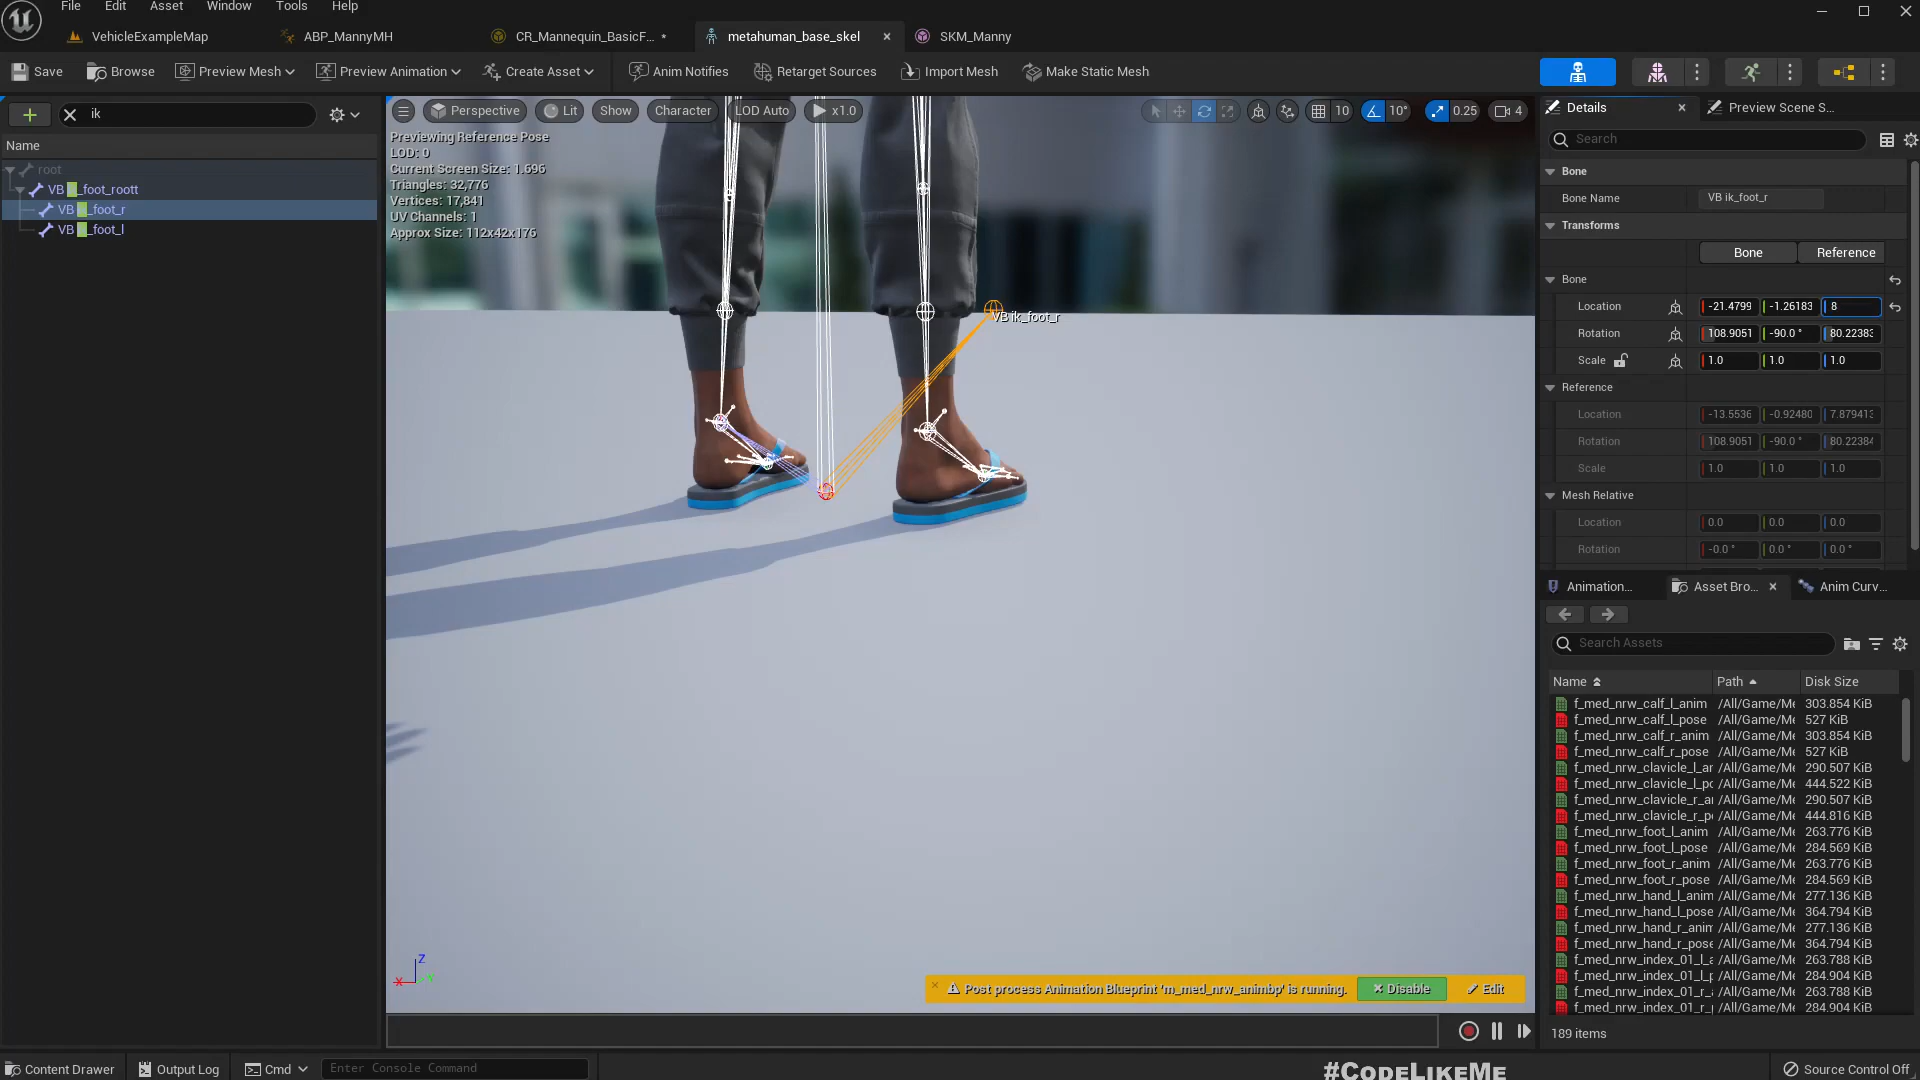 File Edit Asset Window Tools Help
VehicleExampleMap ABP_MannyMH CR_Mannequin_BasicF... * metahuman_base_skel SKM_Manny
Save Browse Preview Mesh Preview Animation Create Asset Anim Notifies Retarget Sources Import Mesh Make Static Mesh
ik
Perspective Lit Show Character LOD Auto x1.0 10 10° 0.25 4
Details Preview Scene S...
Search
Name
root
VB ik_foot_roott
VB ik_foot_r
VB ik_foot_l
Previewing Reference Pose
LOD: 0
Current Screen Size: 1.696
Triangles: 32,776
Vertices: 17,841
UV Channels: 1
Approx Size: 112x42x176
VB ik_foot_r
Z
X Y
Post process Animation Blueprint 'm_med_nrw_animbp' is running. Disable Edit
Bone
Bone Name VB ik_foot_r
Transforms
Bone Reference
Bone
Location -21.4799 -1.26183 8
Rotation 108.9051 -90.0 ° 80.22383
Scale 1.0 1.0 1.0
Reference
Location -13.5536 -0.92480 7.879413
Rotation 108.9051 -90.0 ° 80.22384
Scale 1.0 1.0 1.0
Mesh Relative
Location 0.0 0.0 0.0
Rotation -0.0 ° 0.0 ° 0.0 °
Animation... Asset Bro... Anim Curv...
Search Assets
Name Path Disk Size
f_med_nrw_calf_l_anim /All/Game/Me 303.854 KiB
f_med_nrw_calf_l_pose /All/Game/Me 527 KiB
f_med_nrw_calf_r_anim /All/Game/Me 303.854 KiB
f_med_nrw_calf_r_pose /All/Game/Me 527 KiB
f_med_nrw_clavicle_l_ar /All/Game/Me 290.507 KiB
f_med_nrw_clavicle_l_pc /All/Game/Me 444.522 KiB
f_med_nrw_clavicle_r_ai /All/Game/Me 290.507 KiB
f_med_nrw_clavicle_r_p /All/Game/Me 444.816 KiB
f_med_nrw_foot_l_anim /All/Game/Me 263.776 KiB
f_med_nrw_foot_l_pose /All/Game/Me 284.569 KiB
f_med_nrw_foot_r_anim /All/Game/Me 263.776 KiB
f_med_nrw_foot_r_pose /All/Game/Me 284.569 KiB
f_med_nrw_hand_l_anim /All/Game/Me 277.136 KiB
f_med_nrw_hand_l_pose /All/Game/Me 364.794 KiB
f_med_nrw_hand_r_anim /All/Game/Me 277.136 KiB
f_med_nrw_hand_r_pose /All/Game/Me 364.794 KiB
f_med_nrw_index_01_l_a /All/Game/Me 263.788 KiB
f_med_nrw_index_01_l_p /All/Game/Me 284.904 KiB
f_med_nrw_index_01_r_a /All/Game/Me 263.788 KiB
f_med_nrw_index_01_r_p /All/Game/Me 284.904 KiB
189 items
Content Drawer Output Log Cmd Enter Console Command
#CODELIKEME
Source Control Off